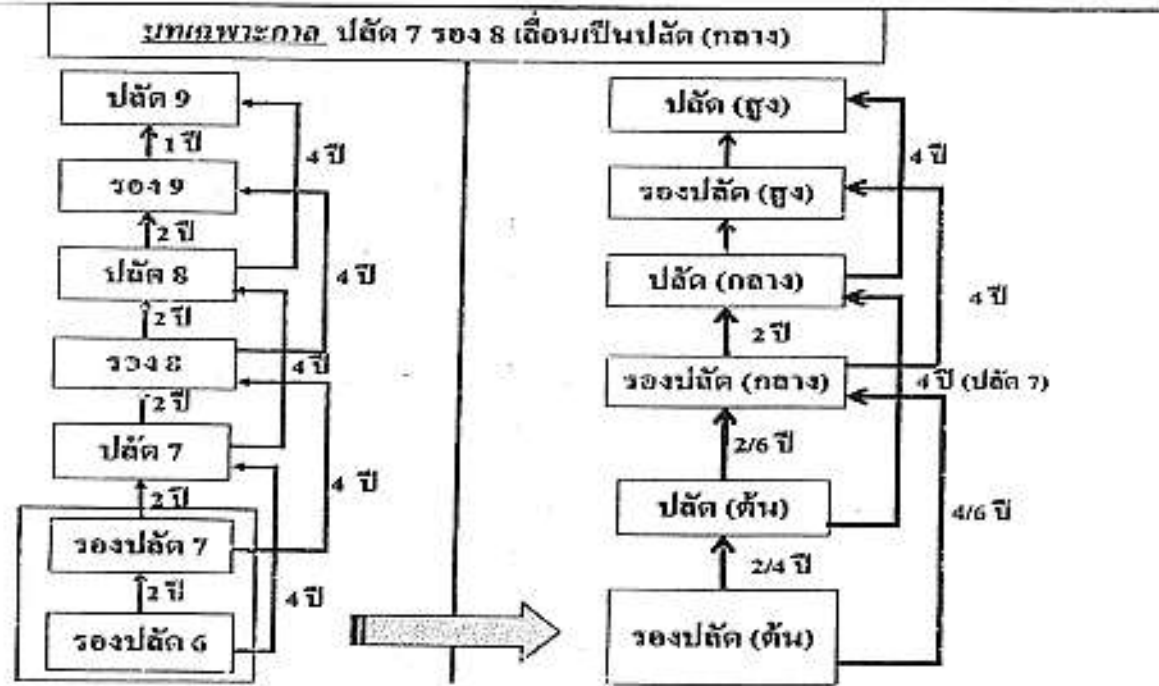 บทเฉพาะกาล ปลัด 7 รอง 8 เลื่อนเป็นปลัด (กลาง)
ปลัด 9
1 ปี
4 ปี
รอง 9
2 ปี
ปลัด 8
4 ปี
2 ปี
รอง 8
4 ปี
2 ปี
ปลัด 7
2 ปี
4 ปี
รองปลัด 7
2 ปี
4 ปี
รองปลัด 6
ปลัด (สูง)
4 ปี
รองปลัด (สูง)
ปลัด (กลาง)
4 ปี
2 ปี
รองปลัด (กลาง)
4 ปี (ปลัด 7)
2/6 ปี
ปลัด (ต้น)
4/6 ปี
2/4 ปี
รองปลัด (ต้น)